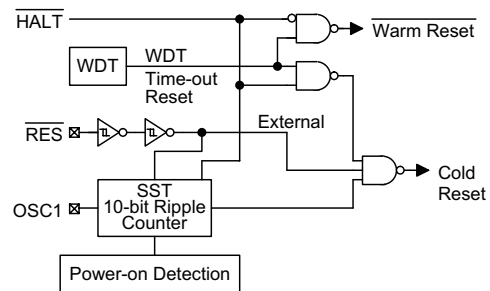 HALT
Warm Reset
WDT
WDT
Time-out
Reset
RES
External
Cold
Reset
SST
10-bit Ripple
Counter
OSC1
Power-on Detection